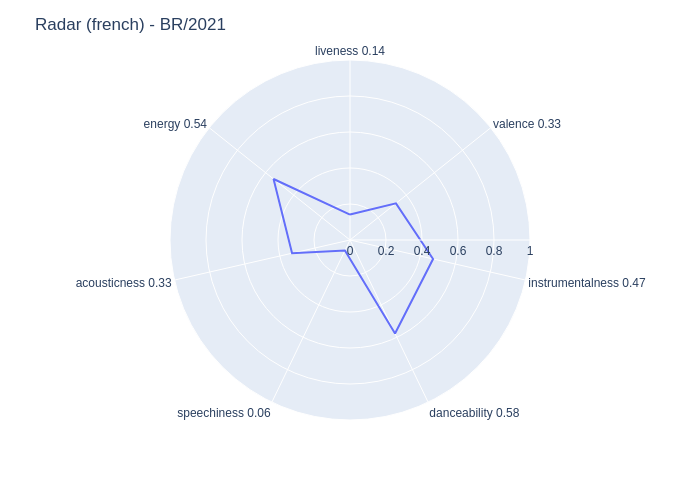 Radar (french) - BR/2021
liveness 0.14
energy 0.54
valence 0.33
0 0.2 0.4 0.6 0.8 1
acousticness 0.33
instrumentalness 0.47
speechiness 0.06
danceability 0.58